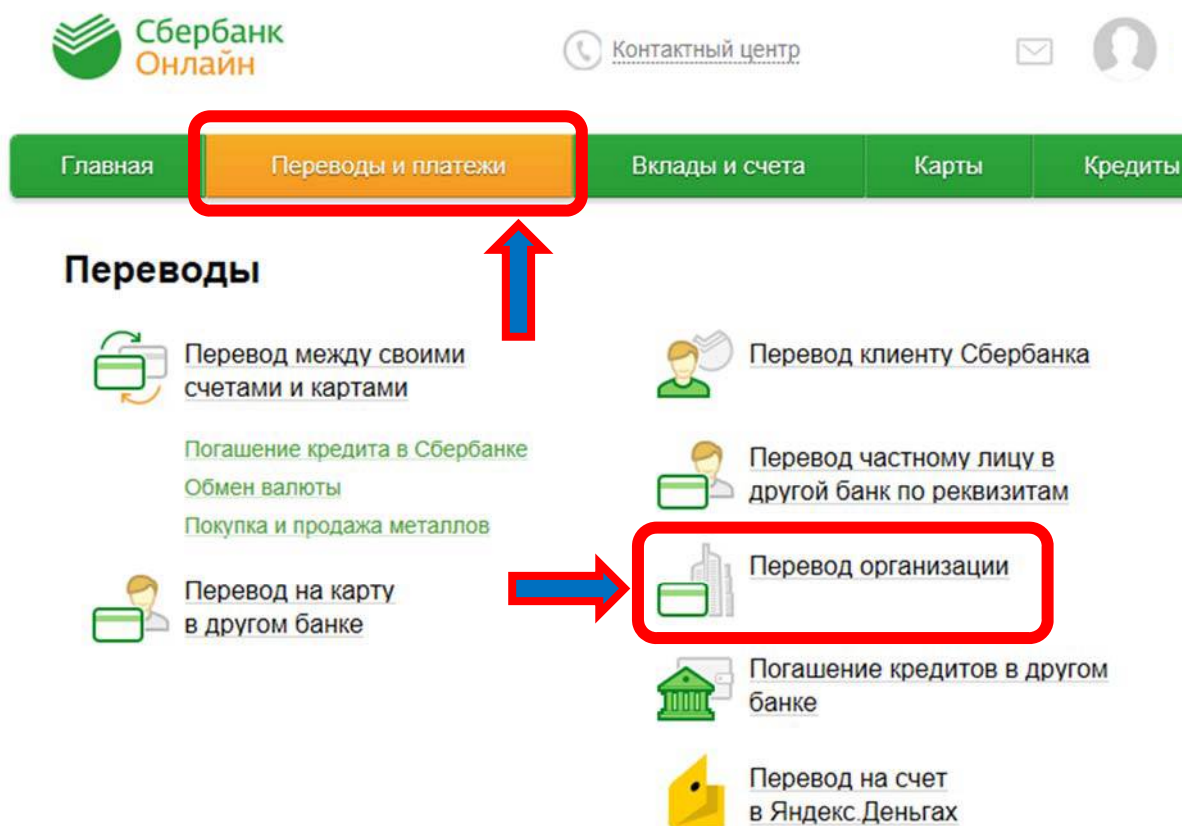 Сбербанк
Онлайн
Контактный центр
Главная
Переводы и платежи
Вклады и счета
Карты
Кредиты
Переводы
Перевод между своими
счетами и картами
Погашение кредита в Сбербанке
Обмен валюты
Покупка и продажа металлов
Перевод на карту
в другом банке
Перевод клиенту Сбербанка
Перевод частному лицу в
другой банк по реквизитам
Перевод организации
Погашение кредитов в другом
банке
Перевод на счет
в Яндекс.Деньгах